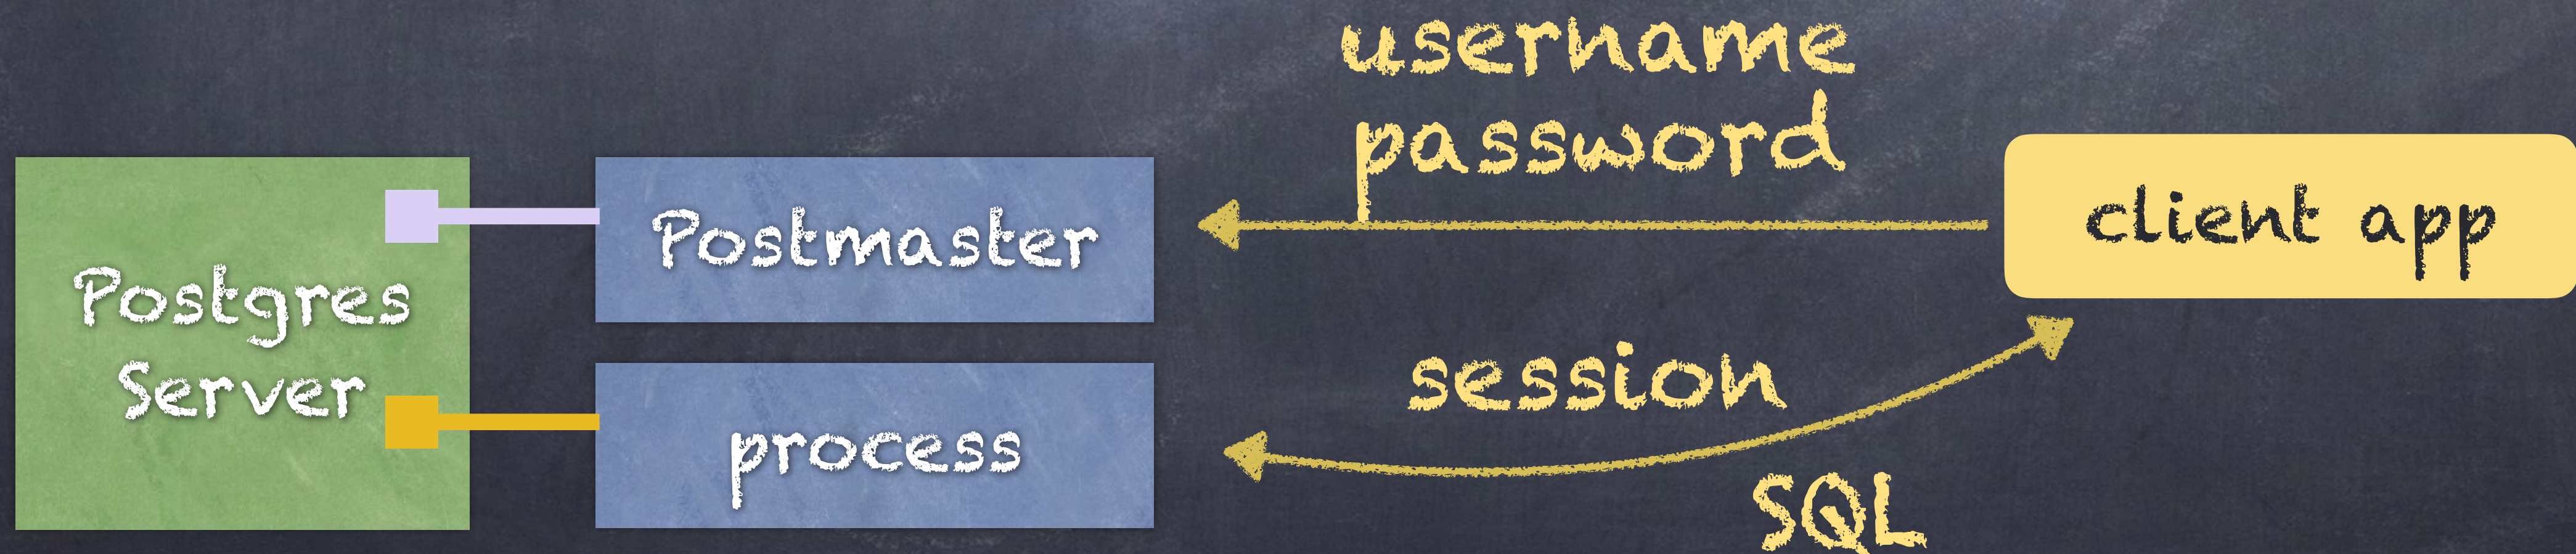 username
password
Postgres
Server
Postmaster
client app
session
process
SQL